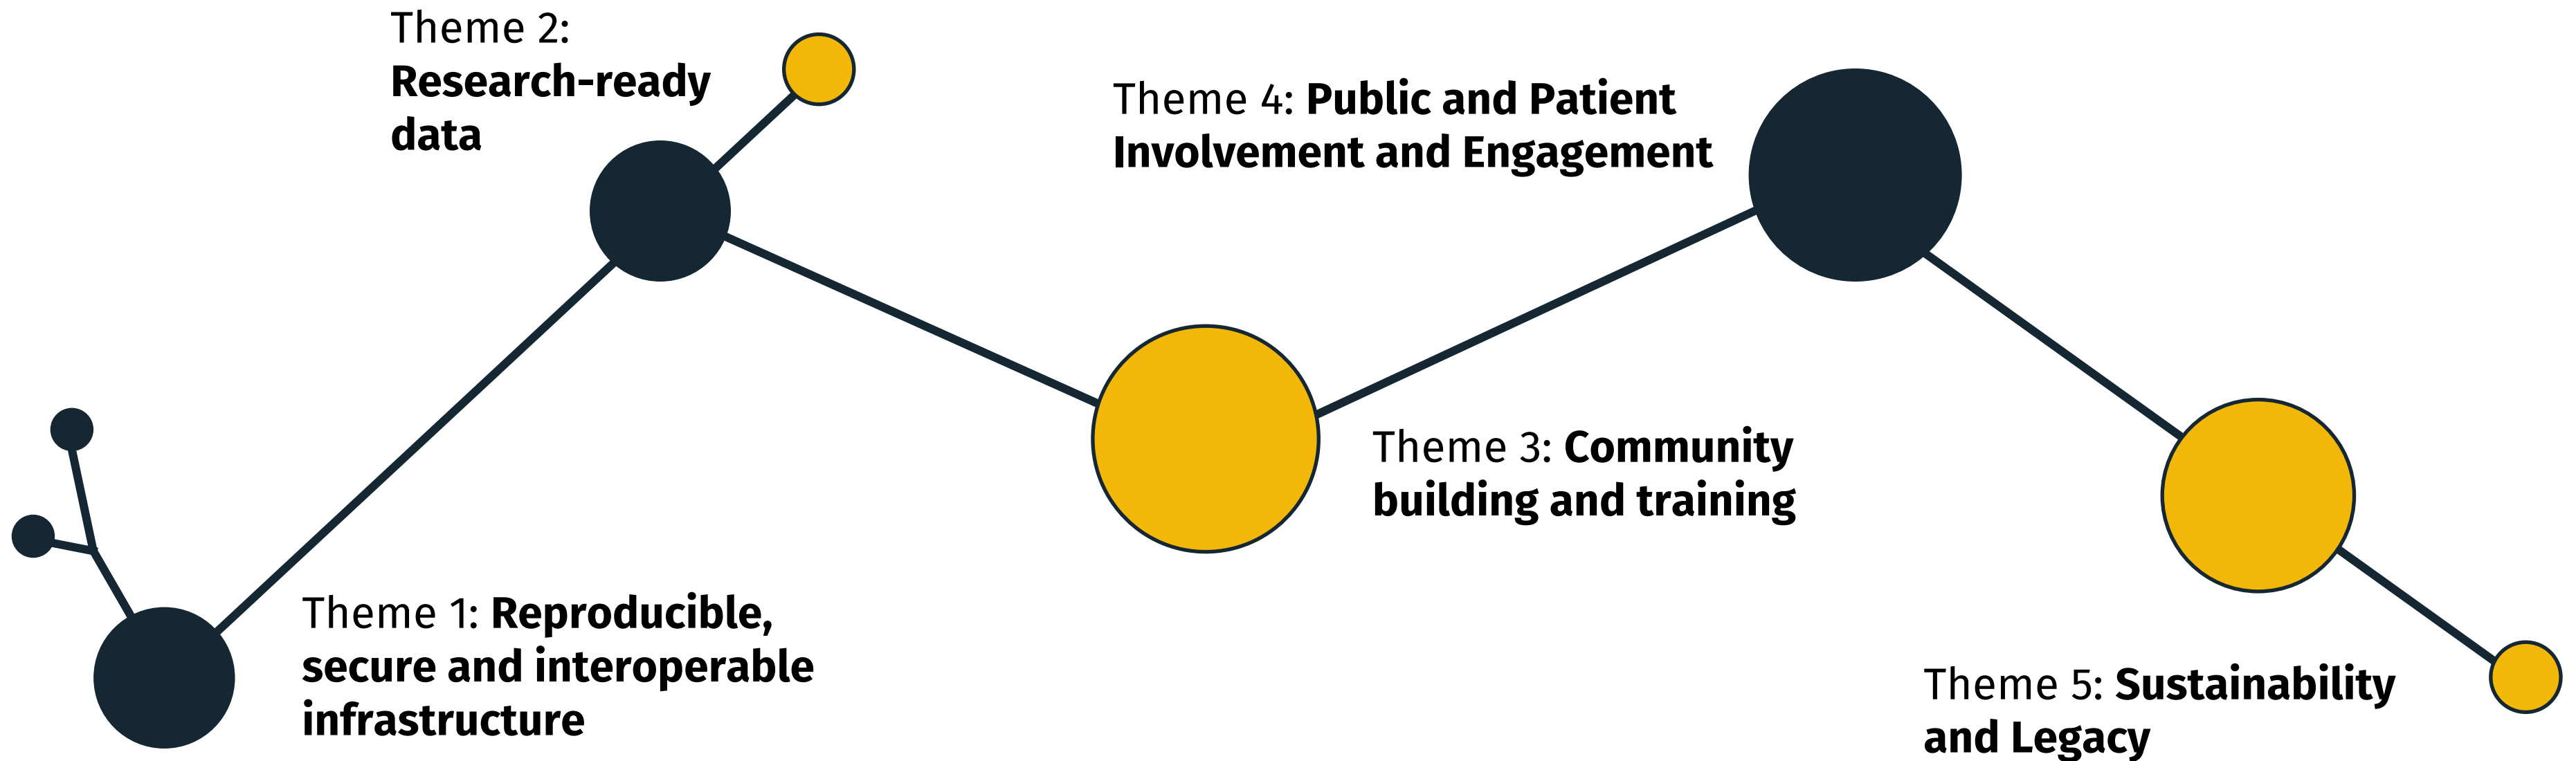 Theme 2:
Research-ready
data
Theme 4: Public and Patient
Involvement and Engagement
Theme 3: Community
building and training
Theme 1: Reproducible,
secure and interoperable
infrastructure
Theme 5: Sustainability
and Legacy